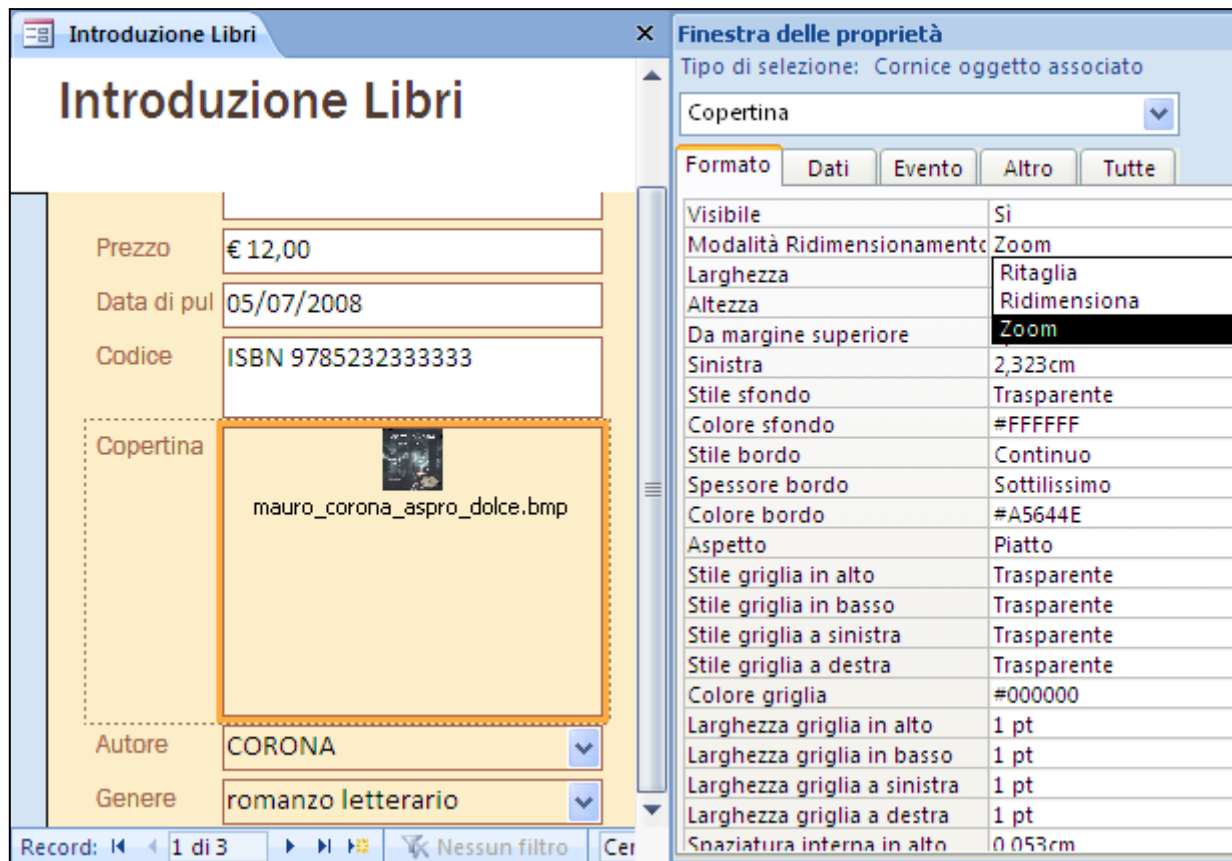 Introduzione Libri
Introduzione Libri
Prezzo € 12,00
Data di pul 05/07/2008
Codice ISBN 9785232333333
Copertina
mauro_corona_aspro_dolce.bmp
Autore CORONA
Genere romanzo letterario
Record: 1 di 3 Nessun filtro Cer
Finestra delle proprietà
Tipo di selezione: Cornice oggetto associato
Copertina
Formato Dati Evento Altro Tutte
Visibile Sì
Modalità Ridimensionamento Zoom
Larghezza Ritaglia
Altezza Ridimensiona
Da margine superiore Zoom
Sinistra 2,323cm
Stile sfondo Trasparente
Colore sfondo #FFFFFF
Stile bordo Continuo
Spessore bordo Sottilissimo
Colore bordo #A5644E
Aspetto Piatto
Stile griglia in alto Trasparente
Stile griglia in basso Trasparente
Stile griglia a sinistra Trasparente
Stile griglia a destra Trasparente
Colore griglia #000000
Larghezza griglia in alto 1 pt
Larghezza griglia in basso 1 pt
Larghezza griglia a sinistra 1 pt
Larghezza griglia a destra 1 pt
Spaziatura interna in alto 0,053cm